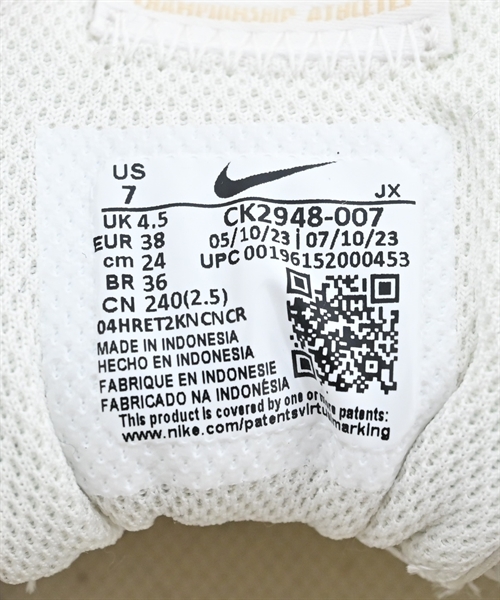 CHAMPIONSHIP ATHLETES
US
7
JX
UK 4.5
CK2948-007
EUR 38
05/10/23 | 07/10/23
cm 24
UPC 00196152000453
BR 36
CN 240(2.5)
04HRET2KNCNCR
MADE IN INDONESIA
HECHO EN INDONESIA
FABRIQUE EN INDONESIE
FABRICADO NA INDONÉSIA
This product is covered by one or more patents:
www.nike.com/patentsvirtualmarking